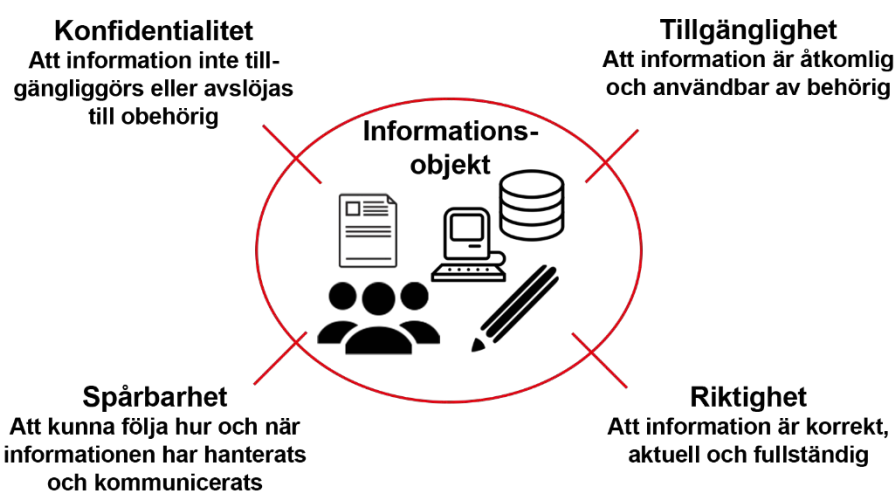 Konfidentialitet
Att information inte till-
gängliggörs eller avslöjas
till obehörig
Tillgänglighet
Att information är åtkomlig
och användbar av behörig
Informations-
objekt
Spårbarhet
Att kunna följa hur och när
informationen har hanterats
och kommunicerats
Riktighet
Att information är korrekt,
aktuell och fullständig